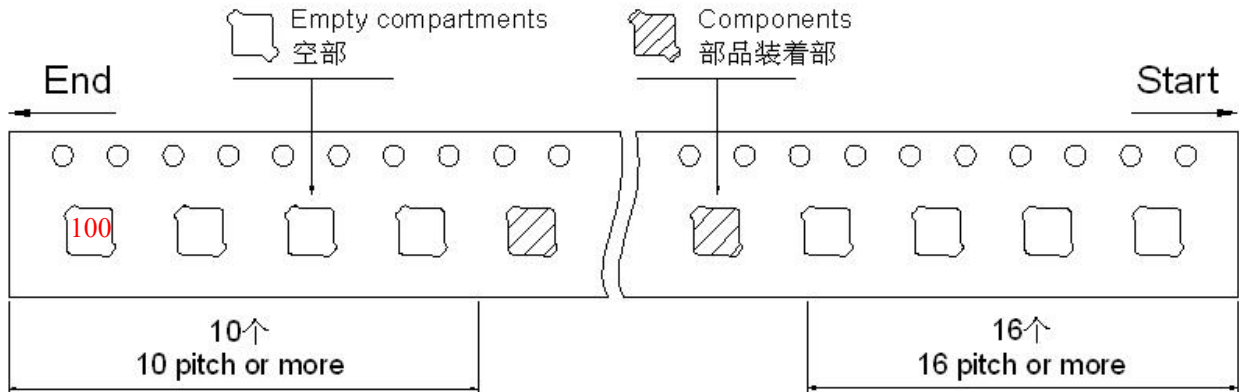 Empty compartments
空部
Components
部品装着部
End
Start
100
10个
10 pitch or more
16个
16 pitch or more